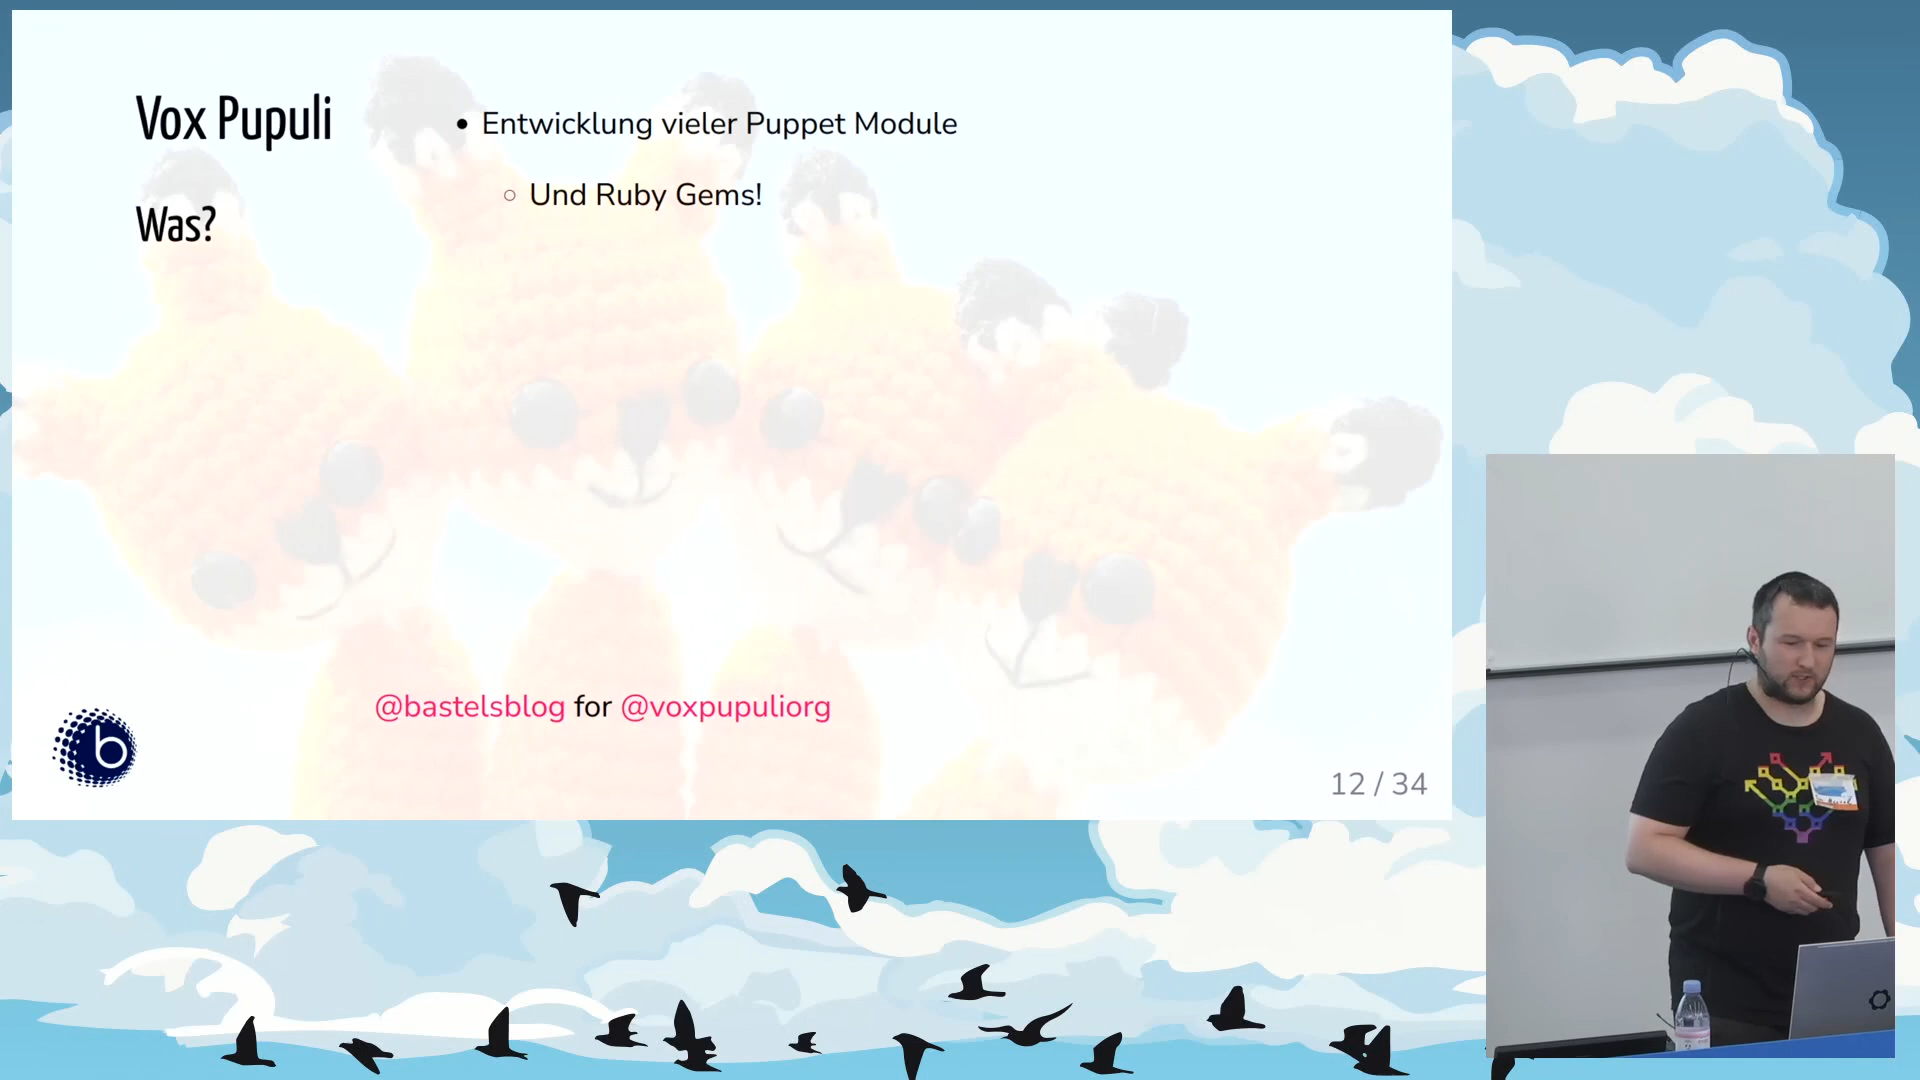 Vox Pupuli
Was?
Entwicklung vieler Puppet Module
Und Ruby Gems!
@bastelsblog for @voxpupuliorg
b
12 / 34